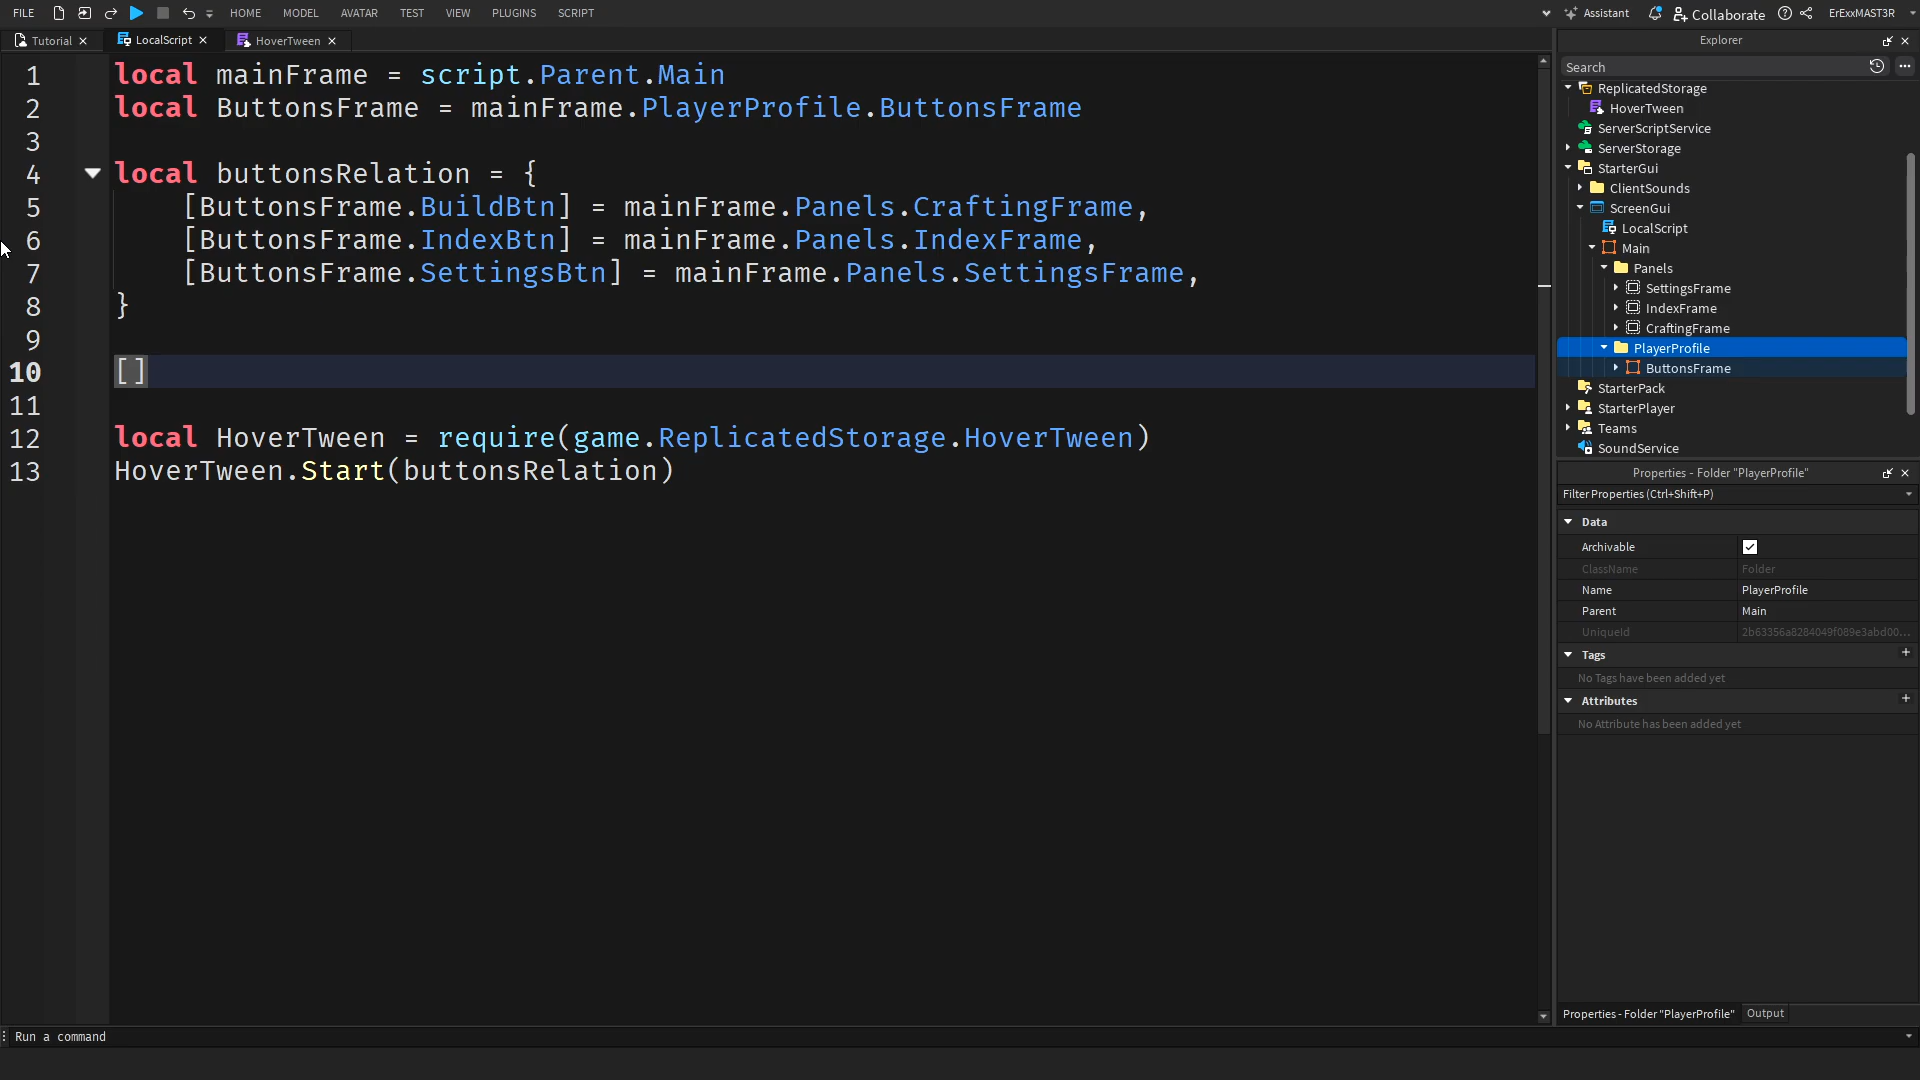 FILE HOME MODEL AVATAR TEST VIEW PLUGINS SCRIPT Assistant Collaborate ErExxMAST3R
Tutorial LocalScript HoverTween
1 local mainFrame = script.Parent.Main
2 local ButtonsFrame = mainFrame.PlayerProfile.ButtonsFrame
3
4 local buttonsRelation = {
5 [ButtonsFrame.BuildBtn] = mainFrame.Panels.CraftingFrame,
6 [ButtonsFrame.IndexBtn] = mainFrame.Panels.IndexFrame,
7 [ButtonsFrame.SettingsBtn] = mainFrame.Panels.SettingsFrame,
8 }
9
10 []
11
12 local HoverTween = require(game.ReplicatedStorage.HoverTween)
13 HoverTween.Start(buttonsRelation)
Explorer
Search
ReplicatedStorage
HoverTween
ServerScriptService
ServerStorage
StarterGui
ClientSounds
ScreenGui
LocalScript
Main
Panels
SettingsFrame
IndexFrame
CraftingFrame
PlayerProfile
ButtonsFrame
StarterPack
StarterPlayer
Teams
SoundService
Properties - Folder "PlayerProfile"
Filter Properties (Ctrl+Shift+P)
Data
Archivable
ClassName Folder
Name PlayerProfile
Parent Main
UniqueId 2b63356a8284049f089e3abd00...
Tags
No Tags have been added yet
Attributes
No Attribute has been added yet
Properties - Folder "PlayerProfile" Output
Run a command